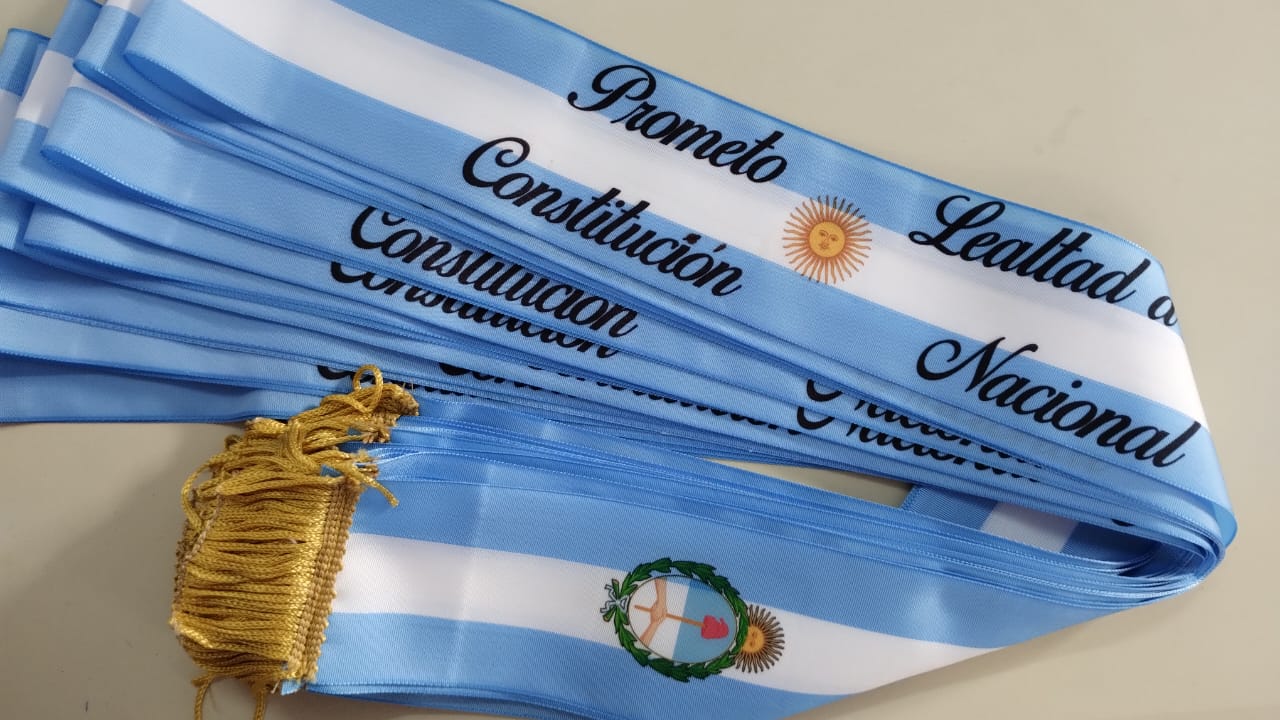 Prometo Lealtad a
Constitución Nacional
Constitución
Constitución